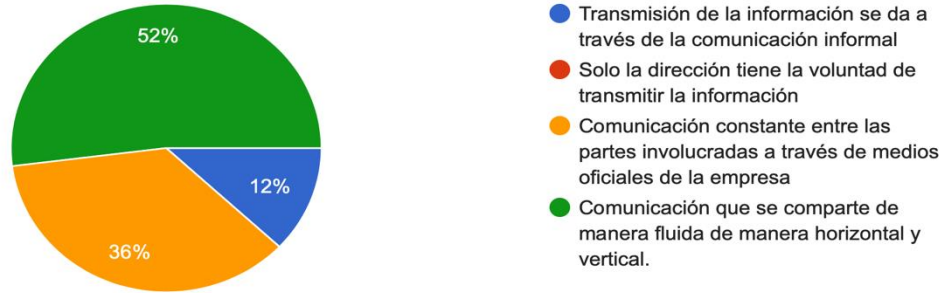 52%
12%
36%
Transmisión de la información se da a
través de la comunicación informal
Solo la dirección tiene la voluntad de
transmitir la información
Comunicación constante entre las
partes involucradas a través de medios
oficiales de la empresa
Comunicación que se comparte de
manera fluida de manera horizontal y
vertical.